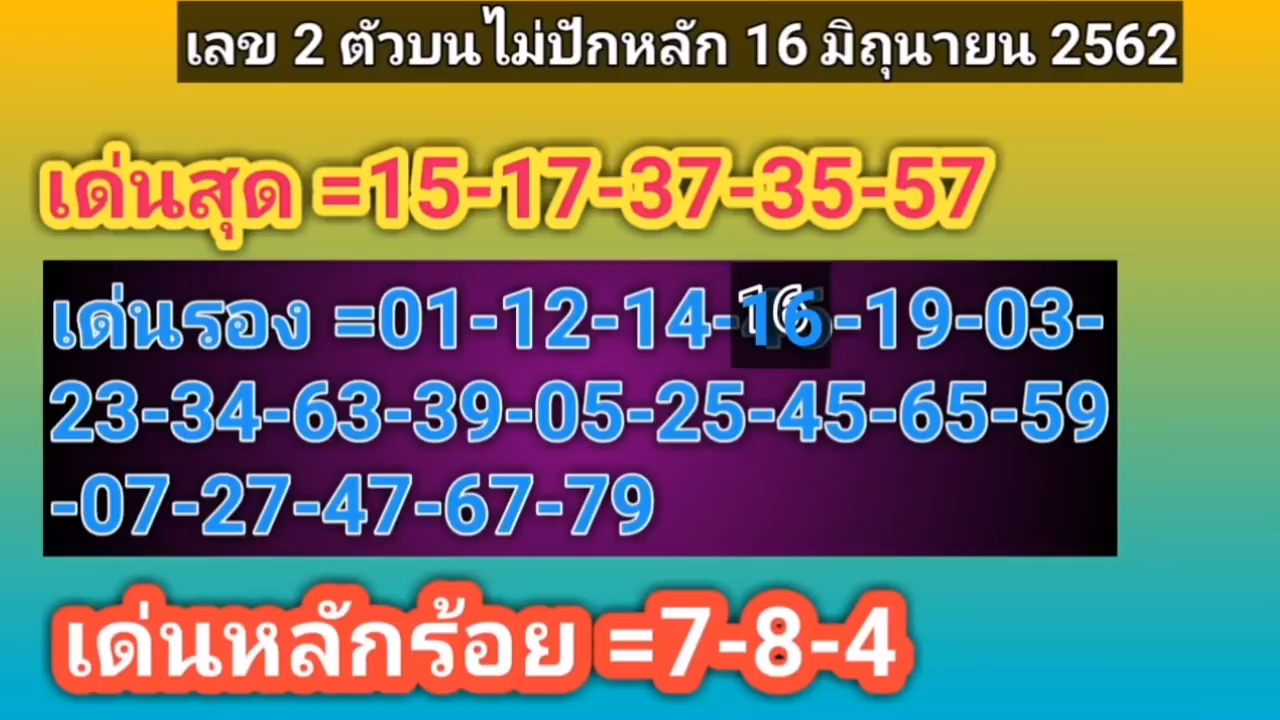 เลข 2 ตัวบนไม่ปักหลัก 16 มิถุนายน 2562
เด่นสุด =15-17-37-35-57
เด่นรอง =01-12-14-16-19-03-
23-34-63-39-05-25-45-65-59
-07-27-47-67-79
เด่นหลักร้อย =7-8-4